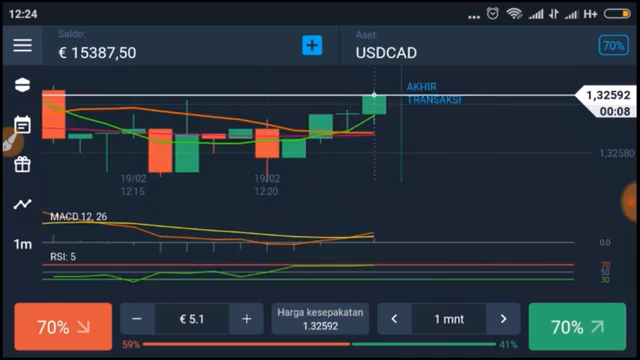 12:24
H+
Saldo:
€ 15387,50
Aset:
USDCAD
70%
AKHIR
TRANSAKSI
1,32592
00:08
1,32580
19/02
12:15
19/02
12:20
MACD 12, 26
1m
0.0
RSI: 5
70
50
30
70%
€ 5.1
Harga kesepakatan
1.32592
1 mnt
70%
59%
41%